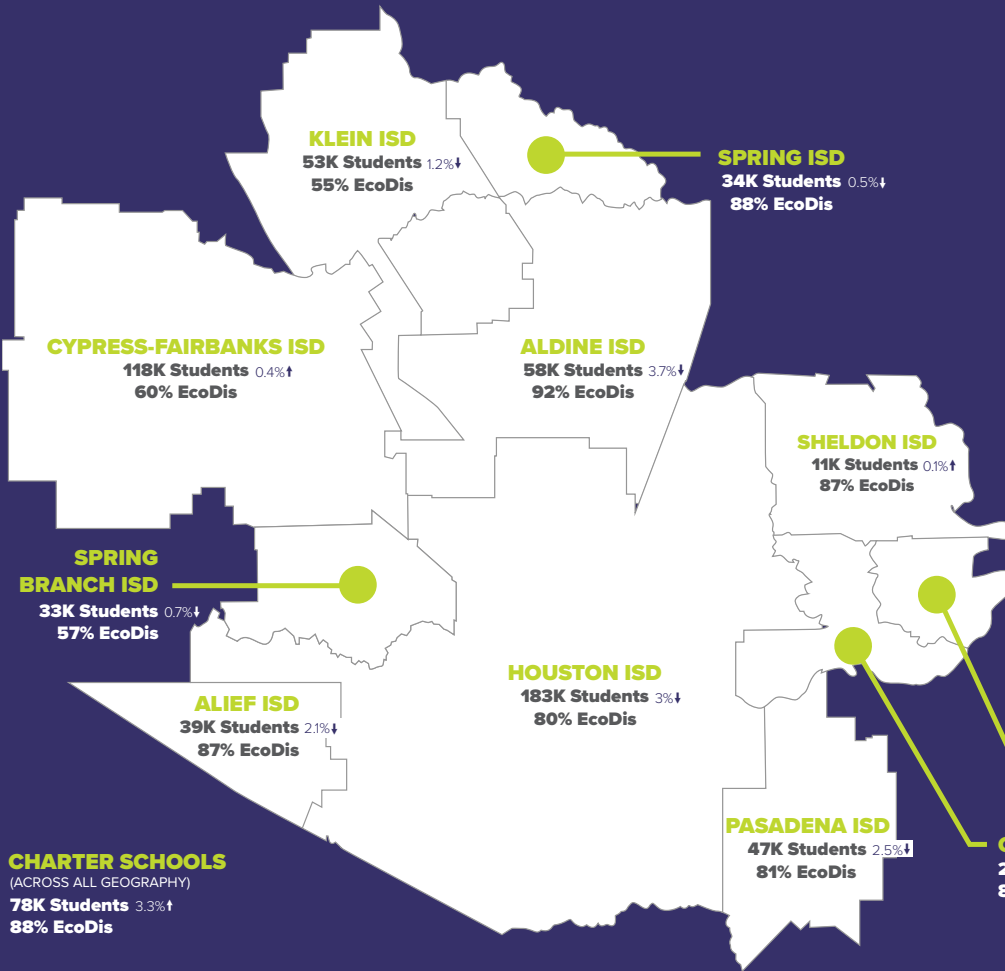 KLEIN ISD
53K Students 1.2%↓
55% EcoDis
SPRING ISD
34K Students 0.5%↓
88% EcoDis
CYPRESS-FAIRBANKS ISD
118K Students 0.4%↑
60% EcoDis
ALDINE ISD
58K Students 3.7%↓
92% EcoDis
SHELDON ISD
11K Students 0.1%↑
87% EcoDis
SPRING
BRANCH ISD
33K Students 0.7%↓
57% EcoDis
HOUSTON ISD
183K Students 3%↓
80% EcoDis
ALIEF ISD
39K Students 2.1%↓
87% EcoDis
PASADENA ISD
47K Students 2.5%↓
81% EcoDis
CHARTER SCHOOLS
(ACROSS ALL GEOGRAPHY)
78K Students 3.3%↑
88% EcoDis